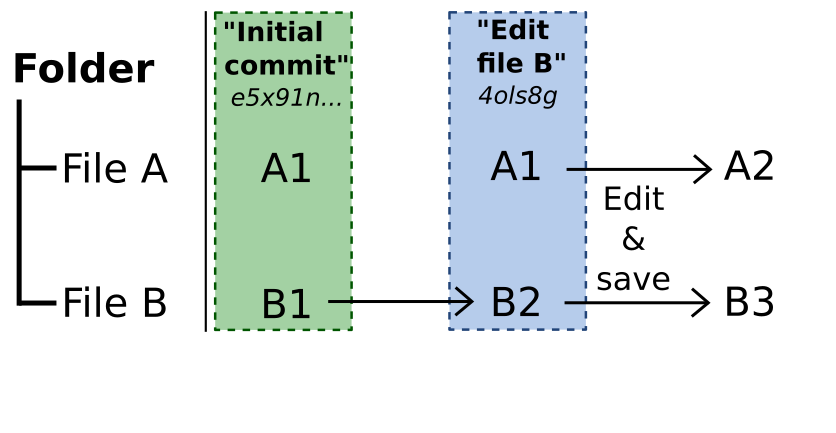 Folder
File A
File B
"Initial
commit"
e5x91n...
A1
B1
"Edit
file B"
4ols8g
A1
B2
Edit
&
save
A2
B3